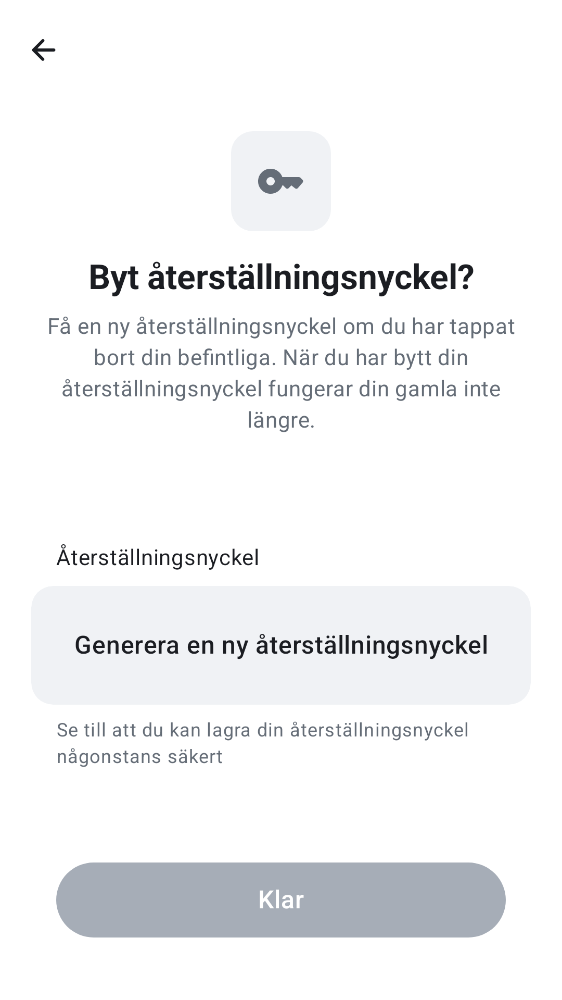 Byt återställningsnyckel?
Få en ny återställningsnyckel om du har tappat
bort din befintliga. När du har bytt din
återställningsnyckel fungerar din gamla inte
längre.
Återställningsnyckel
Generera en ny återställningsnyckel
Se till att du kan lagra din återställningsnyckel
någonstans säkert
Klar